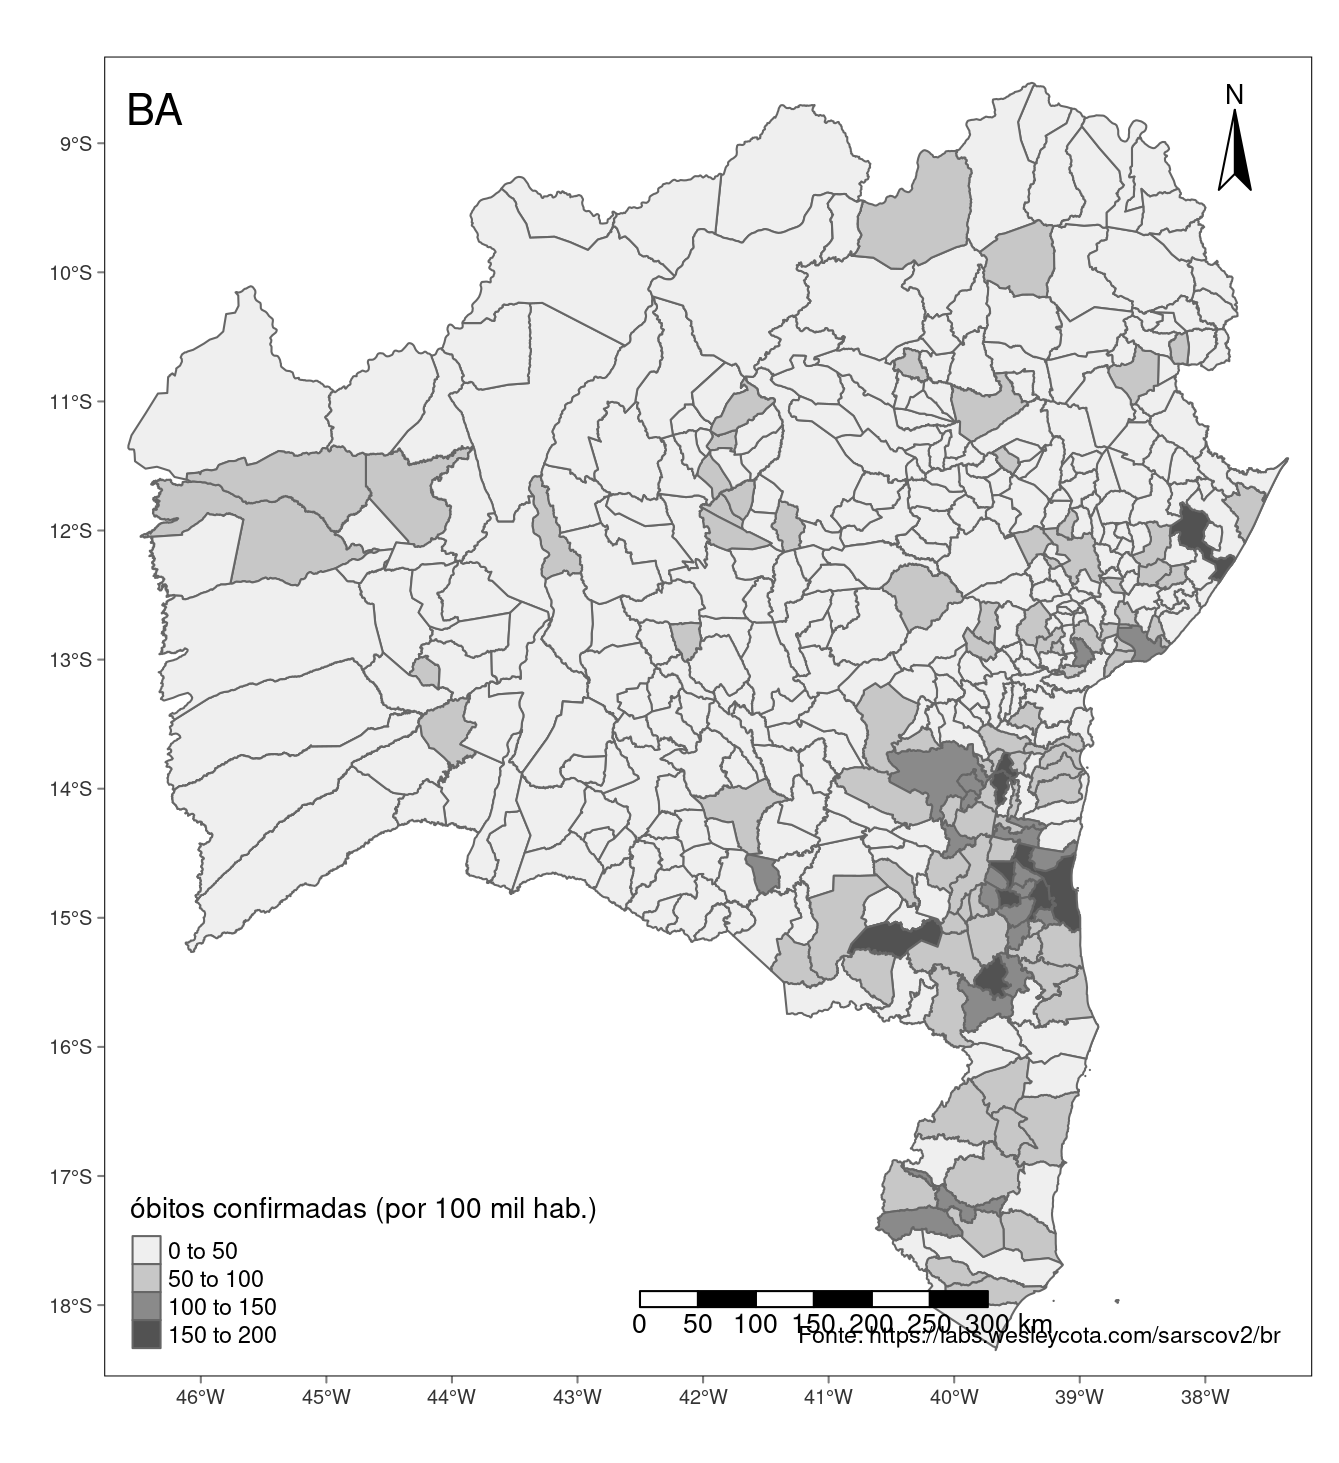 BA
N
9°S
10°S
11°S
12°S
13°S
14°S
15°S
16°S
17°S
18°S
óbitos confirmadas (por 100 mil hab.)
0 to 50
50 to 100
100 to 150
150 to 200
0 50 100 150 200 250 300 km
Fonte: https://labs.wesleycota.com/sarscov2/br
46°W 45°W 44°W 43°W 42°W 41°W 40°W 39°W 38°W